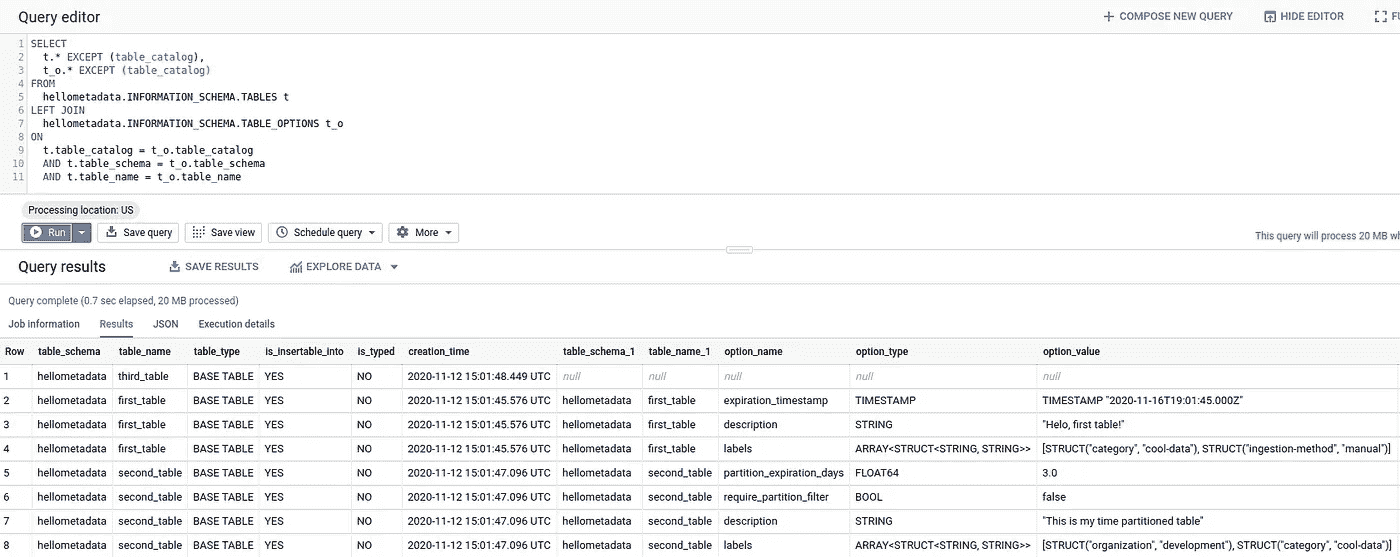 Query editor
COMPOSE NEW QUERY
HIDE EDITOR
1 SELECT
2 t.* EXCEPT (table_catalog),
3 t_o.* EXCEPT (table_catalog)
4 FROM
5 hellometadata.INFORMATION_SCHEMA.TABLES t
6 LEFT JOIN
7 hellometadata.INFORMATION_SCHEMA.TABLE_OPTIONS t_o
8 ON
9 t.table_catalog = t_o.table_catalog
10 AND t.table_schema = t_o.table_schema
11 AND t.table_name = t_o.table_name
Processing location: US
Run Save query Save view Schedule query More
This query will process 20 MB
Query results SAVE RESULTS EXPLORE DATA
Query complete (0.7 sec elapsed, 20 MB processed)
Job information Results JSON Execution details
Row table_schema table_name table_type is_insertable_into is_typed creation_time table_schema_1 table_name_1 option_name option_type option_value
1 hellometadata third_table BASE TABLE YES NO 2020-11-12 15:01:48.449 UTC null null null null null
2 hellometadata first_table BASE TABLE YES NO 2020-11-12 15:01:45.576 UTC hellometadata first_table expiration_timestamp TIMESTAMP TIMESTAMP "2020-11-16T19:01:45.000Z"
3 hellometadata first_table BASE TABLE YES NO 2020-11-12 15:01:45.576 UTC hellometadata first_table description STRING "Helo, first table!"
4 hellometadata first_table BASE TABLE YES NO 2020-11-12 15:01:45.576 UTC hellometadata first_table labels ARRAY<STRUCT<STRING, STRING>> [STRUCT("category", "cool-data"), STRUCT("ingestion-method", "manual")]
5 hellometadata second_table BASE TABLE YES NO 2020-11-12 15:01:47.096 UTC hellometadata second_table partition_expiration_days FLOAT64 3.0
6 hellometadata second_table BASE TABLE YES NO 2020-11-12 15:01:47.096 UTC hellometadata second_table require_partition_filter BOOL false
7 hellometadata second_table BASE TABLE YES NO 2020-11-12 15:01:47.096 UTC hellometadata second_table description STRING "This is my time partitioned table"
8 hellometadata second_table BASE TABLE YES NO 2020-11-12 15:01:47.096 UTC hellometadata second_table labels ARRAY<STRUCT<STRING, STRING>> [STRUCT("organization", "development"), STRUCT("category", "cool-data")]